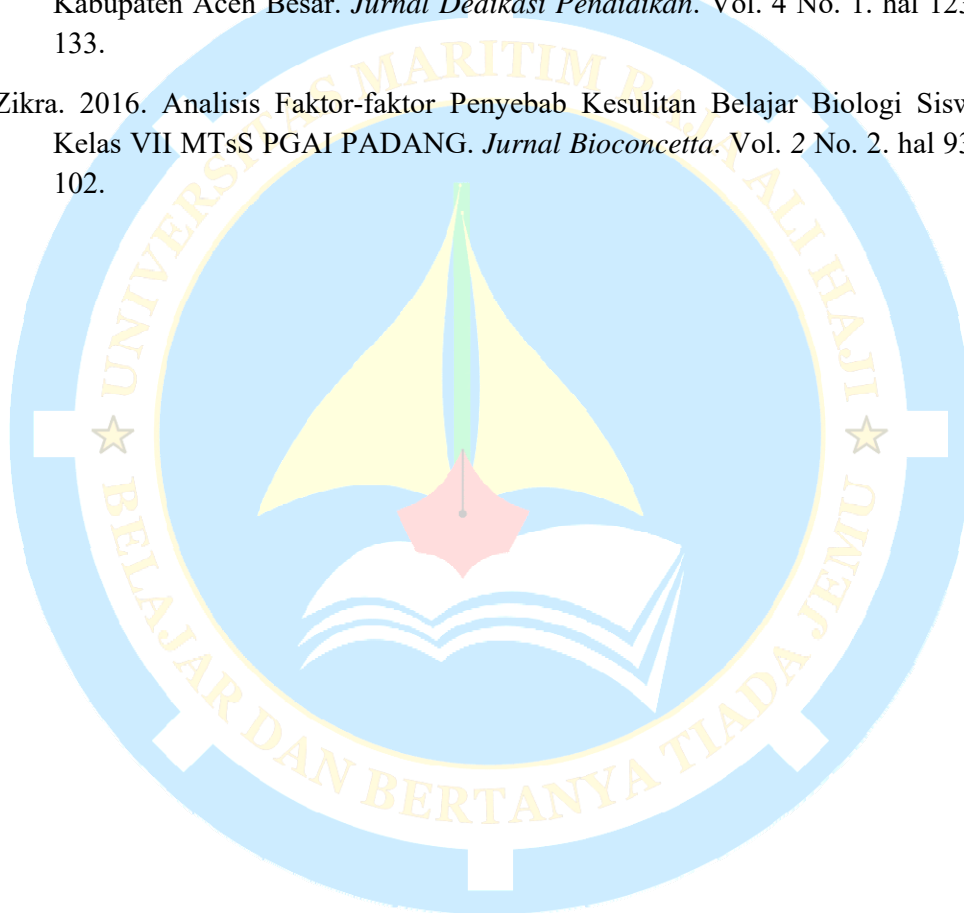 Kabupaten Aceh Besar. Jurnal Dedikasi Pendidikan. Vol. 4 No. 1. hal 123
133.
Zikra. 2016. Analisis Faktor-faktor Penyebab Kesulitan Belajar Biologi Sisw
Kelas VII MTsS PGAI PADANG. Jurnal Bioconcetta. Vol. 2 No. 2. hal 93
102.
UNIVERSITAS MARITIM RAJA ALI HAJI
BELAJAR DAN BERTANYA TIADA JEMU